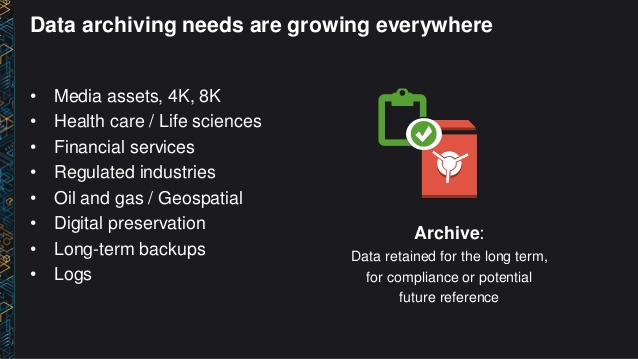 Data archiving needs are growing everywhere
• Media assets, 4K, 8K
• Health care / Life sciences
• Financial services
• Regulated industries
• Oil and gas / Geospatial
• Digital preservation
• Long-term backups
• Logs
Archive:
Data retained for the long term,
for compliance or potential
future reference